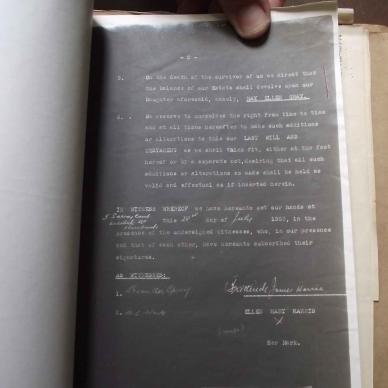 - 2 -
5. On the death of the survivor of us we direct that
the balance of our Estate shall devolve upon our
Daughter aforesaid, namely, MAY ELLEN GRAY.
6. We reserve to ourselves the right from time to time
and at all times hereafter to make such additions
or alterations to this our LAST WILL AND
TESTAMENT as we shall think fit, either at the foot
hereof or by a separate act, desiring that all such
additions or alterations so made shall be held as
valid and effectual as if inserted herein.
IN WITNESS WHEREOF we have hereunto set our hands at
this day of July 1953, in the
presence of the undersigned witnesses, who, in our presence
and that of each other, have hereunto subscribed their
signatures.
AS WITNESSES:
1.
James Harris
2.
ELLEN MARY HARRIS
X
Her Mark.